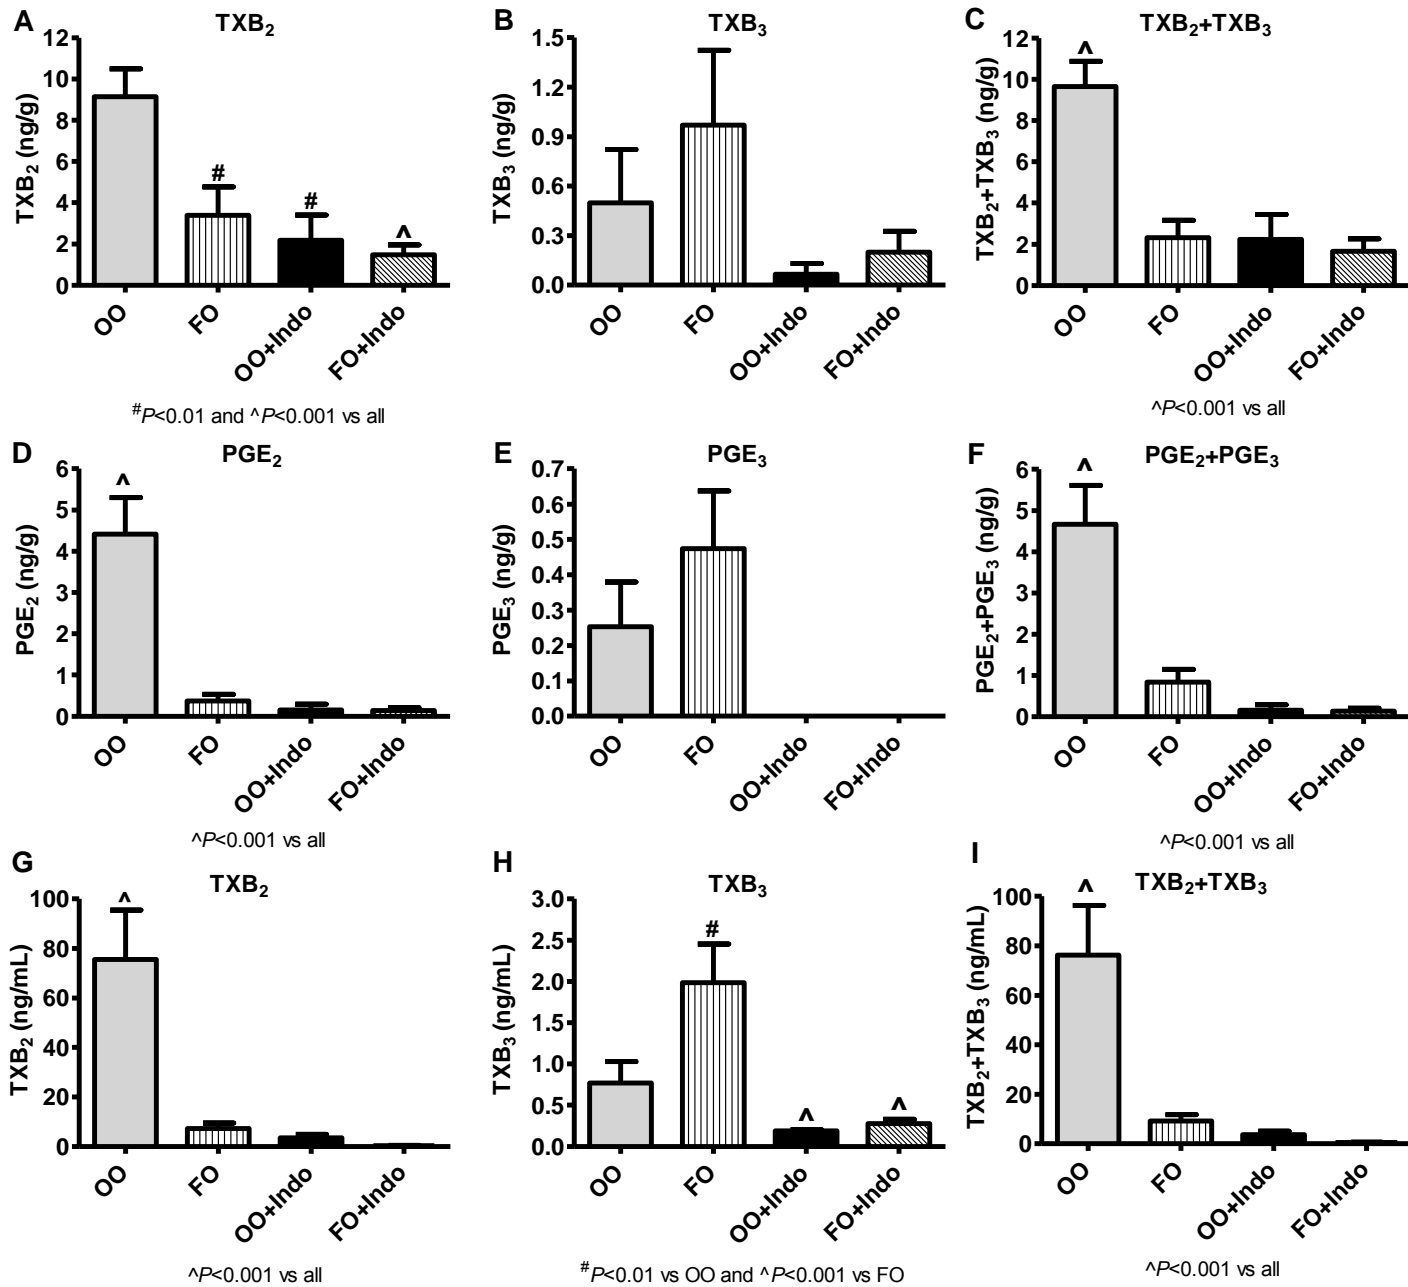 A
TXB₂
TXB₂ (ng/g)
12
10
8
6
4
2
0
#
#
^
OO
FO
OO+Indo
FO+Indo
#P<0.01 and ^P<0.001 vs all
B
TXB₃
TXB₃ (ng/g)
1.5
1.2
0.9
0.6
0.3
0.0
OO
FO
OO+Indo
FO+Indo
C
TXB₂+TXB₃
TXB₂+TXB₃ (ng/g)
12
10
8
6
4
2
0
^
OO
FO
OO+Indo
FO+Indo
^P<0.001 vs all
D
PGE₂
PGE₂ (ng/g)
6
5
4
3
2
1
0
^
OO
FO
OO+Indo
FO+Indo
^P<0.001 vs all
E
PGE₃
PGE₃ (ng/g)
0.7
0.6
0.5
0.4
0.3
0.2
0.1
0.0
OO
FO
OO+Indo
FO+Indo
F
PGE₂+PGE₃
PGE₂+PGE₃ (ng/g)
6
5
4
3
2
1
0
^
OO
FO
OO+Indo
FO+Indo
^P<0.001 vs all
G
TXB₂
TXB₂ (ng/mL)
100
80
60
40
20
0
^
OO
FO
OO+Indo
FO+Indo
^P<0.001 vs all
H
TXB₃
TXB₃ (ng/mL)
3.0
2.5
2.0
1.5
1.0
0.5
0.0
#
^
^
OO
FO
OO+Indo
FO+Indo
#P<0.01 vs OO and ^P<0.001 vs FO
I
TXB₂+TXB₃
TXB₂+TXB₃ (ng/mL)
100
80
60
40
20
0
^
OO
FO
OO+Indo
FO+Indo
^P<0.001 vs all